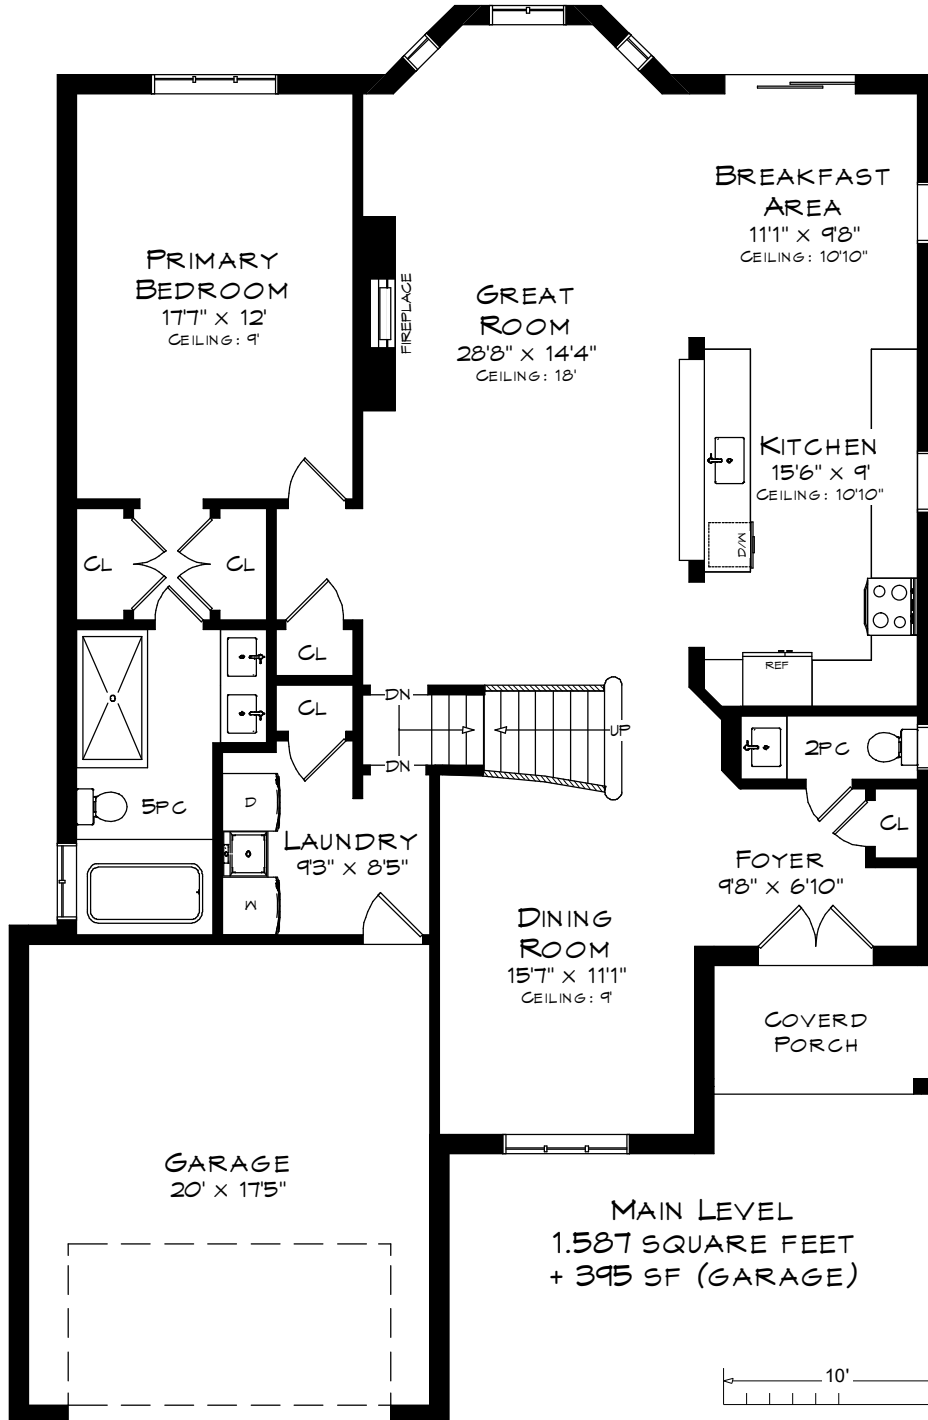 BREAKFAST
AREA
11'1" X 9'8"
CEILING: 10'10"
PRIMARY
BEDROOM
17'7" X 12'
CEILING: 9'
FIREPLACE
GREAT
ROOM
28'8" X 14'4"
CEILING: 18'
KITCHEN
15'6" X 9'
CEILING: 10'10"
D/W
CL
CL
CL
REF
CL
DN
UP
DN
2PC
5PC
D
LAUNDRY
9'3" X 8'5"
CL
FOYER
9'8" X 6'10"
W
DINING
ROOM
15'7" X 11'1"
CEILING: 9'
COVERD
PORCH
GARAGE
20' X 17'5"
MAIN LEVEL
1.587 SQUARE FEET
+ 395 SF (GARAGE)
10'